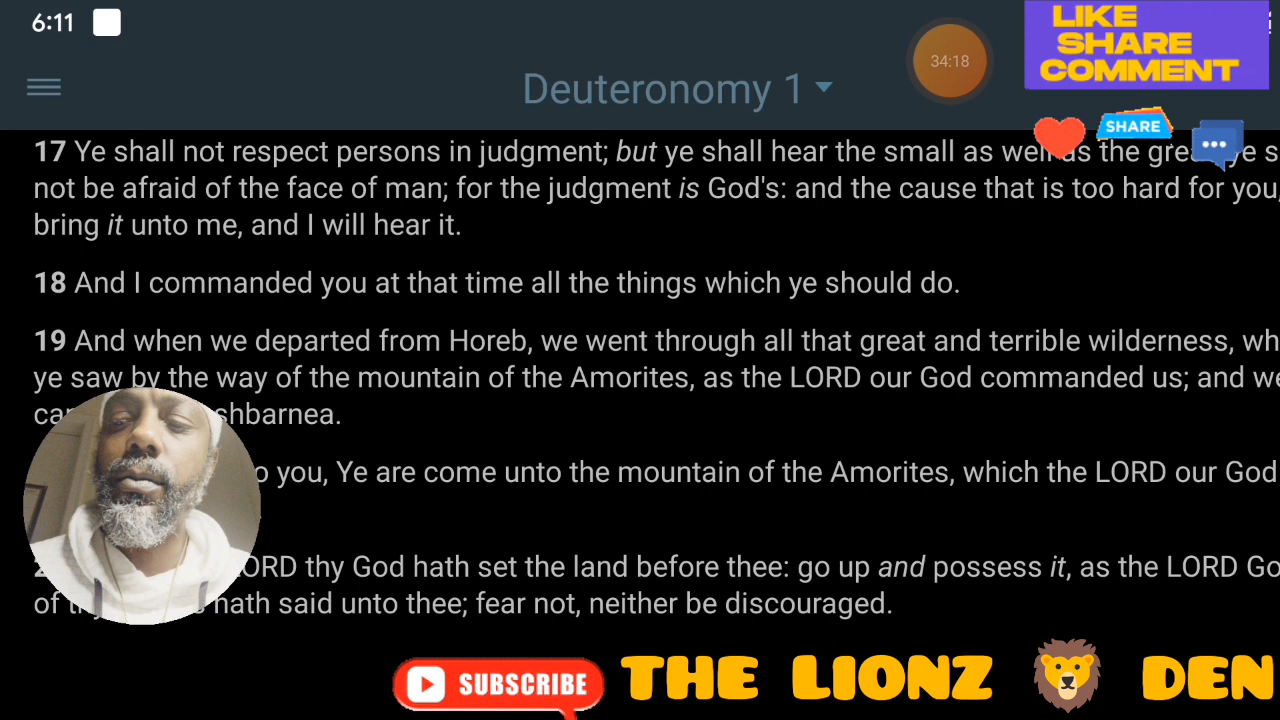 6:11
34:18
LIKE
SHARE
COMMENT
Deuteronomy 1
SHARE
17 Ye shall not respect persons in judgment; but ye shall hear the small as well as the ye
not be afraid of the face of man; for the judgment is God's: and the cause that is too hard for you,
bring it unto me, and I will hear it.
18 And I commanded you at that time all the things which ye should do.
19 And when we departed from Horeb, we went through all that great and terrible wilderness,
ye saw by the way of the mountain of the Amorites, as the LORD our God commanded us; and
you, Ye are come unto the mountain of the Amorites, which the LORD our God
LORD thy God hath set the land before thee: go up and possess it, as the LORD
of hath said unto thee; fear not, neither be discouraged.
SUBSCRIBE
THE LIONZ DEN